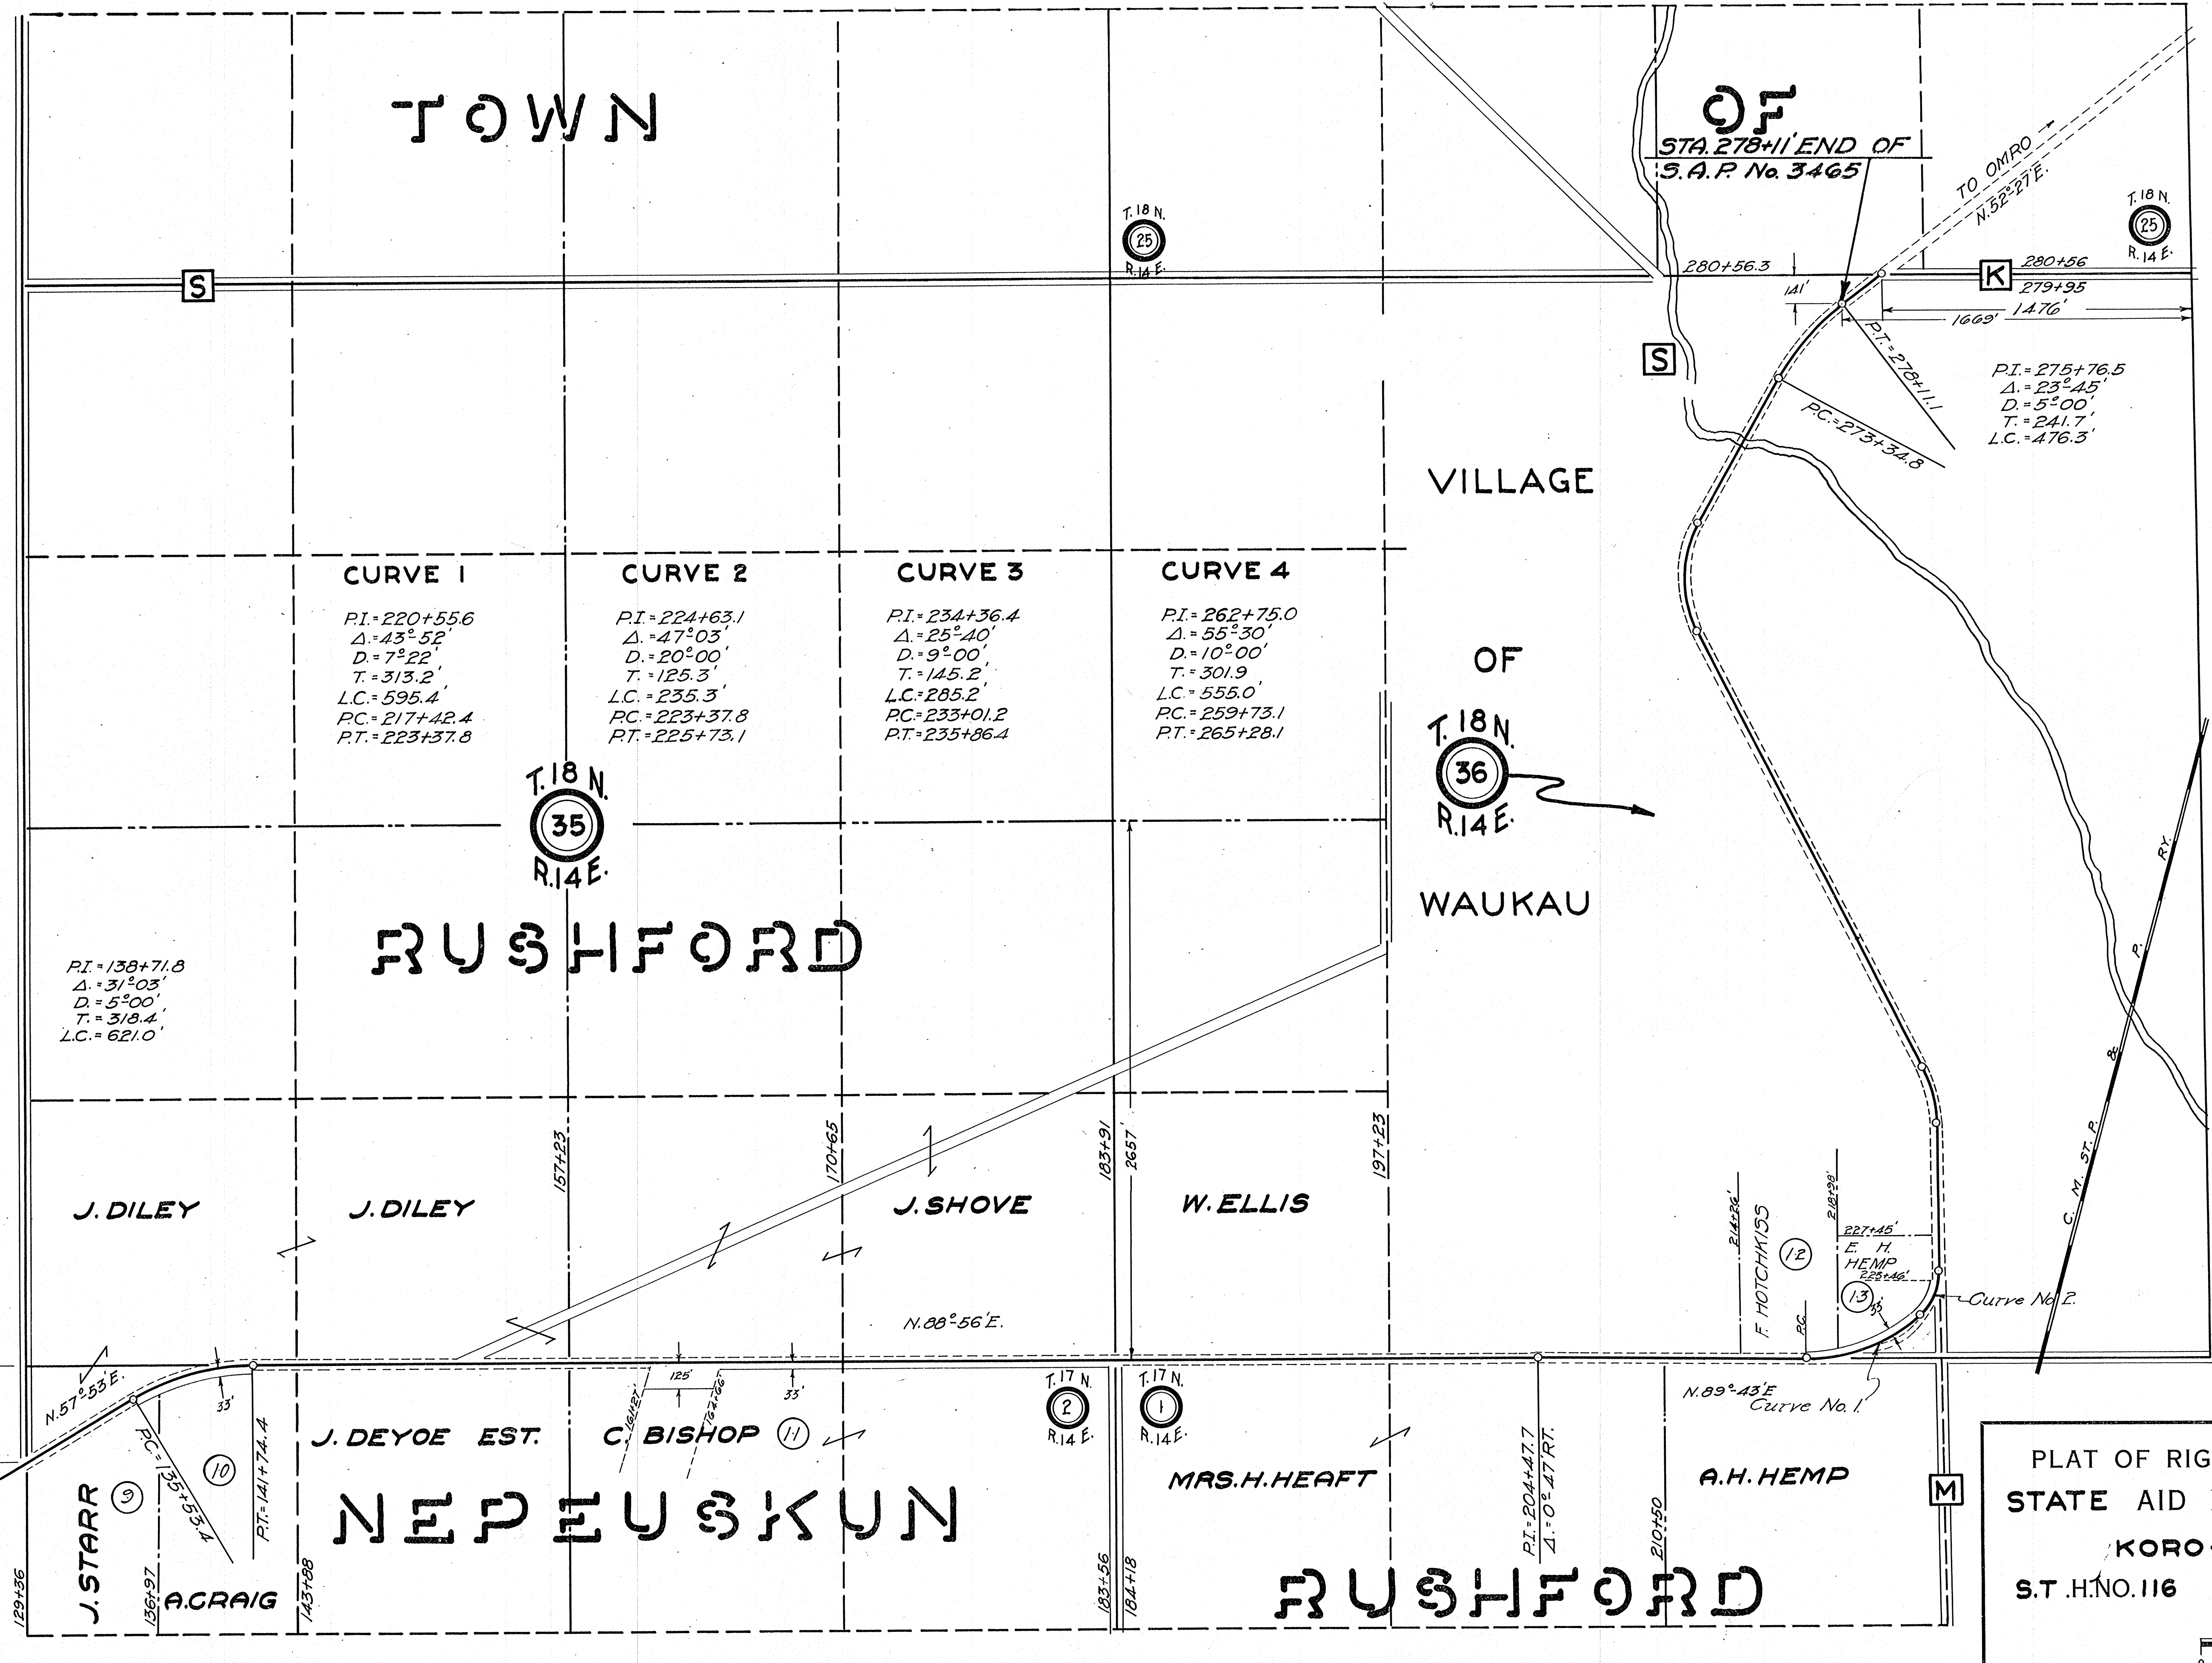 TOWN
OF
STA. 278+11' END OF
S.A.P. No. 3465
TO OMRO
N.52°-27'E.
T.18 N.
25
R.14 E.
T.18 N.
25
R.14 E.
S
280+56.3
K
280+56
279+95
141'
1476'
1669'
S
P.T.=278+11.1
P.C.=273+34.8
P.I.=275+76.5
Δ.=23°-45'
D.=5°00'
T.=241.7'
L.C.=476.3'
VILLAGE
OF
WAUKAU
CURVE 1
P.I.=220+55.6
Δ.=43°-52'
D.=7°22'
T.=313.2'
L.C.=595.4'
P.C.=217+42.4
P.T.=223+37.8
CURVE 2
P.I.=224+63.1
Δ.=47°03'
D.=20°00'
T.=125.3'
L.C.=235.3'
P.C.=223+37.8
P.T.=225+73.1
CURVE 3
P.I.=234+36.4
Δ.=25°-40'
D.=9°00'
T.=145.2'
L.C.=285.2'
P.C.=233+01.2
P.T.=235+86.4
CURVE 4
P.I.=262+75.0
Δ.=55°30'
D.=10°00'
T.=301.9
L.C.=555.0'
P.C.=259+73.1
P.T.=265+28.1
T.18 N.
35
R.14 E.
T.18 N.
36
R.14 E.
RUSHFORD
P.I.=138+71.8
Δ.=31°03'
D.=5°00'
T.=318.4'
L.C.=621.0'
C. M. ST. P. & P. RY.
157+23
170+65
183+91
2657'
197+23
J. DILEY
J. DILEY
J. SHOVE
W. ELLIS
214+26'
F. HOTCHKISS
12
218+98'
227+45'
E. H.
HEMP
225+46'
13
33'
Curve No 2.
P.C.
N.88°-56'E.
N.57°-53'E.
33'
125'
33'
161+27'
162+66'
N.89°-43'E
Curve No. 1.
T.17 N.
2
R.14 E.
T.17 N.
1
R.14 E.
P.C.=135+53.4
P.T.=141+74.4
J. DEYOE EST.
C. BISHOP
11
9
10
J. STARR
A. CRAIG
NEPEUSKUN
MRS. H. HEAFT
A. H. HEMP
M
P.I.=204+47.7
Δ.=0°47'RT.
210+50
129+36
136+97
143+88
183+56
184+18
RUSHFORD
PLAT OF RIG
STATE AID
KORO
S.T.H. NO. 116